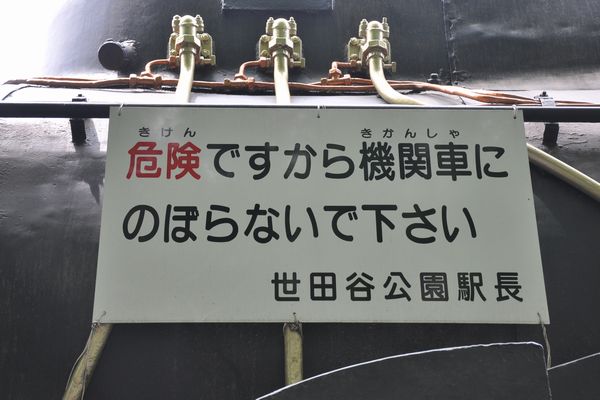 きけん きかんしゃ
危険ですから機関車に
のぼらないで下さい
世田谷公園駅長